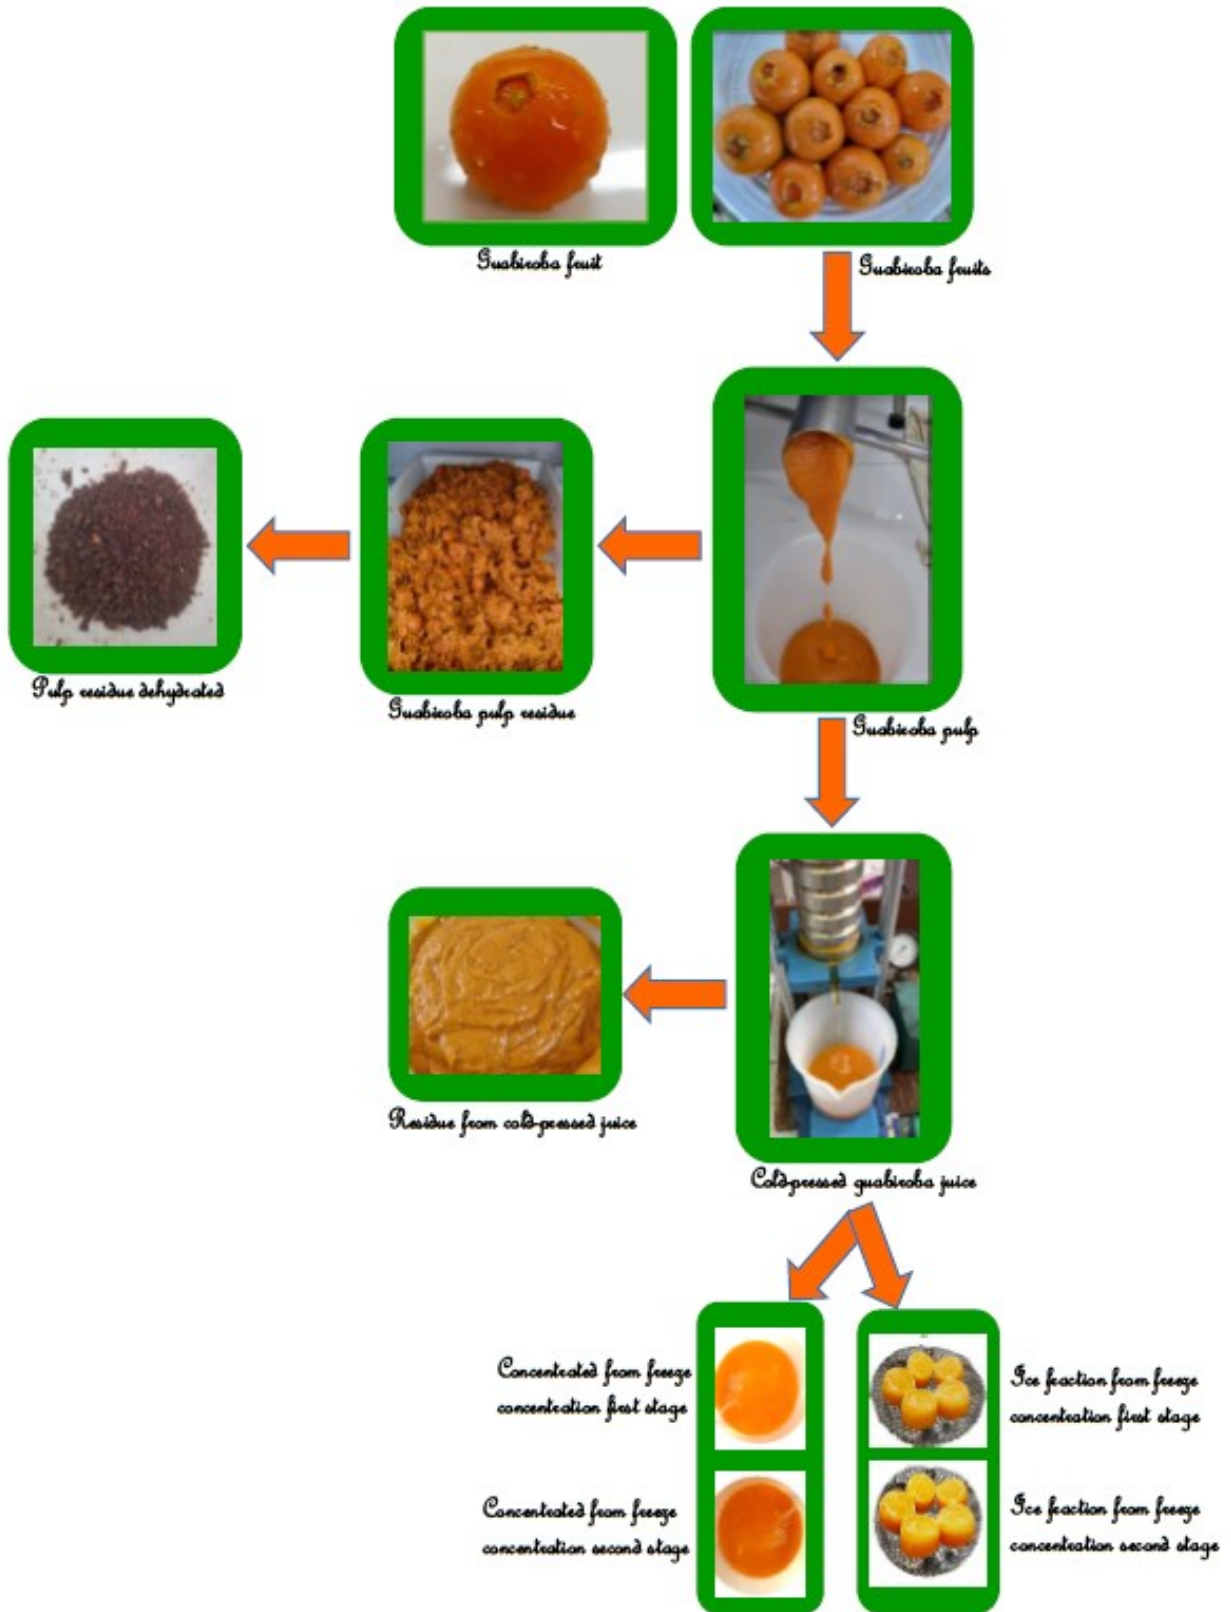 Guabiroba fruit
Guabiroba fruits
Pulp residue dehydrated
Guabiroba pulp residue
Guabiroba pulp
Residue from cold-pressed juice
Cold-pressed guabiroba juice
Concentrated from freeze
concentration first stage
Ice fraction from freeze
concentration first stage
Concentrated from freeze
concentration second stage
Ice fraction from freeze
concentration second stage